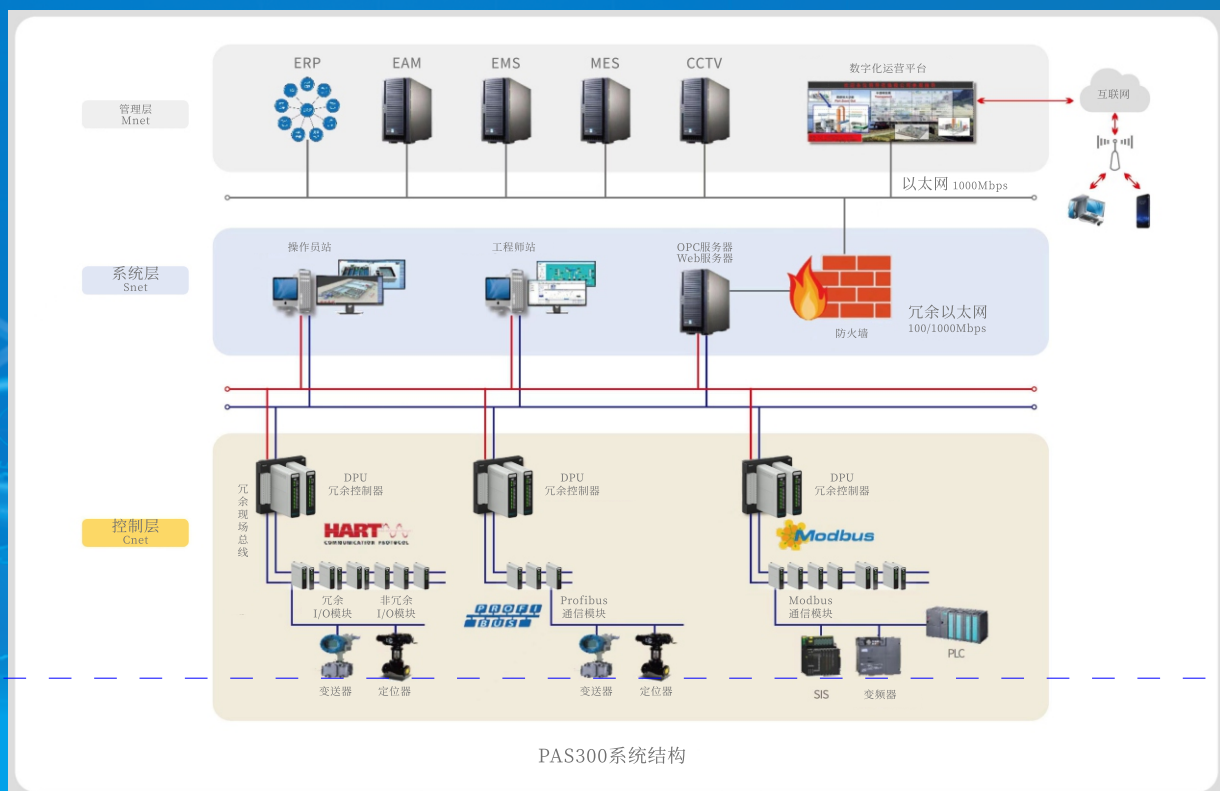 ERP
EAM
EMS
MES
CCTV
数字化运营平台
管理层
Mnet
互联网
以太网 1000Mbps
操作员站
工程师站
OPC服务器
Web服务器
系统层
Snet
冗余以太网
100/1000Mbps
防火墙
控制层
Cnet
冗余现场总线
DPU
冗余控制器
DPU
冗余控制器
DPU
冗余控制器
HART
COMMUNICATION PROTOCOL
Modbus
冗余
I/O模块
非冗余
I/O模块
PROFI
BUS
Profibus
通信模块
Modbus
通信模块
变送器
定位器
变送器
定位器
SIS
变频器
PLC
PAS300系统结构